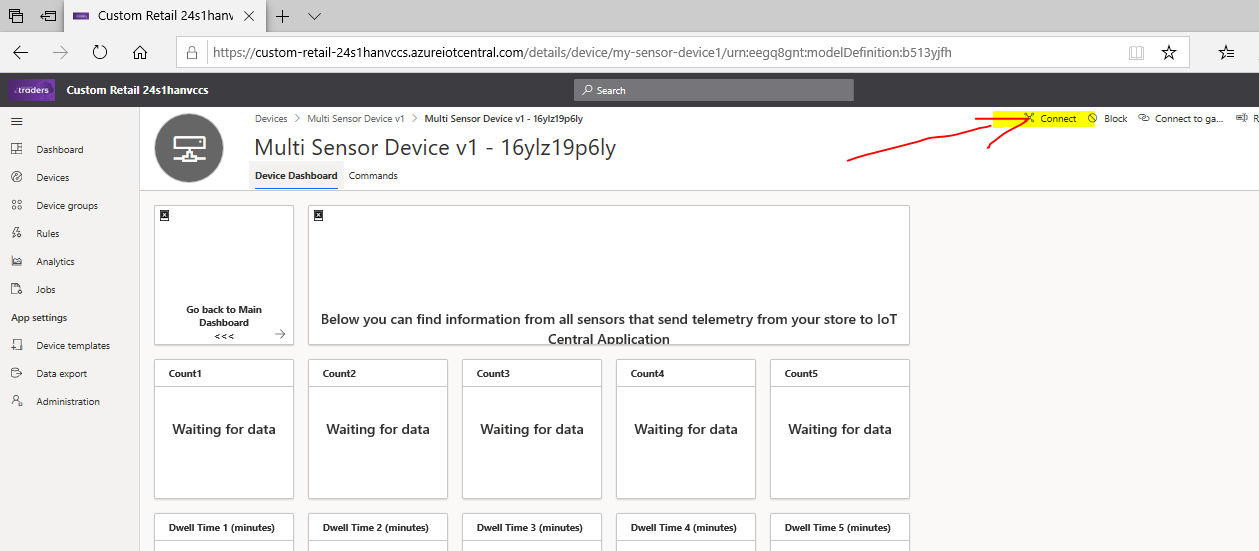 Custom Retail 24s1hanv
https://custom-retail-24s1hanvccs.azureiotcentral.com/details/device/my-sensor-device1/urn:eegq8gnt:modelDefinition:b513yjfh
traders
Custom Retail 24s1hanvccs
Search
Devices > Multi Sensor Device v1 > Multi Sensor Device v1 - 16ylz19p6ly
Connect Block Connect to ga... R
Multi Sensor Device v1 - 16ylz19p6ly
Device Dashboard Commands
Dashboard
Devices
Device groups
Rules
Analytics
Jobs
App settings
Device templates
Data export
Administration
Go back to Main
Dashboard
<<<
Below you can find information from all sensors that send telemetry from your store to IoT
Central Application
Count1 Count2 Count3 Count4 Count5
Waiting for data Waiting for data Waiting for data Waiting for data Waiting for data
Dwell Time 1 (minutes) Dwell Time 2 (minutes) Dwell Time 3 (minutes) Dwell Time 4 (minutes) Dwell Time 5 (minutes)